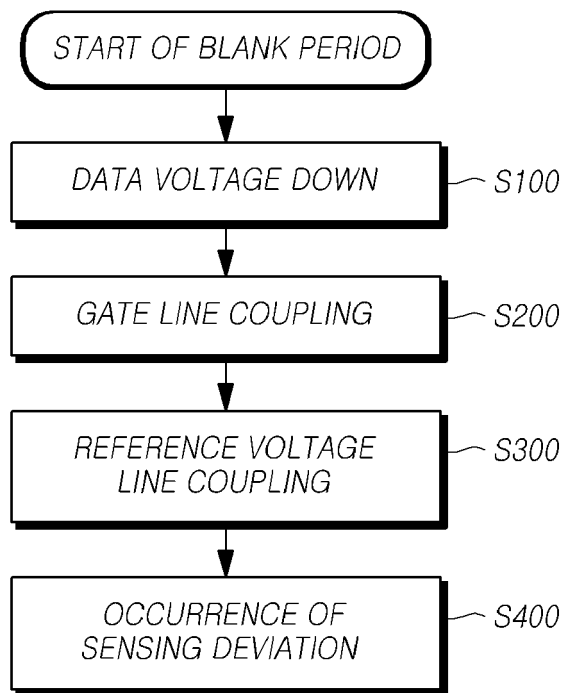 START OF BLANK PERIOD
DATA VOLTAGE DOWN
S100
GATE LINE COUPLING
S200
REFERENCE VOLTAGE
LINE COUPLING
S300
OCCURRENCE OF
SENSING DEVIATION
S400